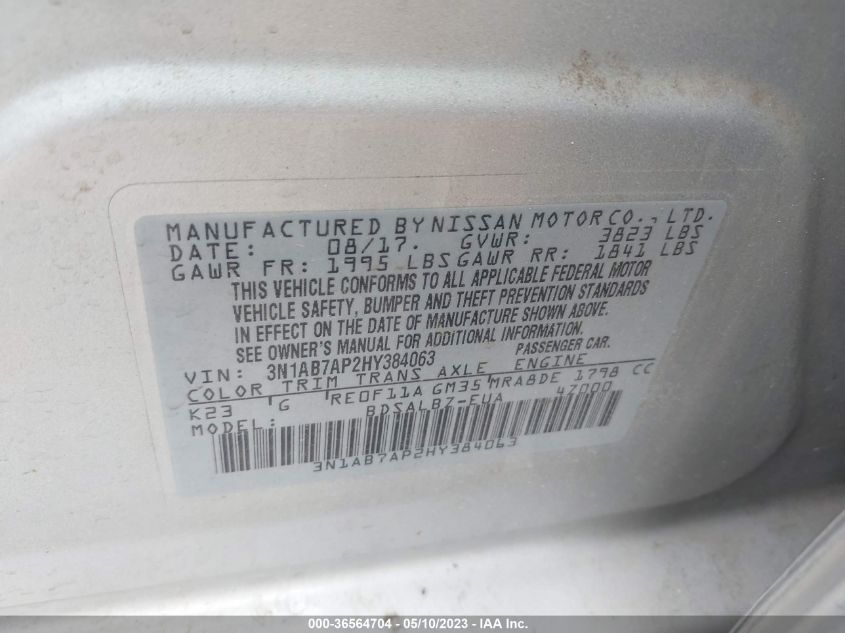 MANUFACTURED BY NISSAN MOTOR CO., LTD.
DATE: 08/17. GVWR: 3823 LBS
GAWR FR: 1995 LBS GAWR RR: 1841 LBS
THIS VEHICLE CONFORMS TO ALL APPLICABLE FEDERAL MOTOR
VEHICLE SAFETY, BUMPER AND THEFT PREVENTION STANDARDS
IN EFFECT ON THE DATE OF MANUFACTURE SHOWN ABOVE.
SEE OWNER'S MANUAL FOR ADDITIONAL INFORMATION.
VIN: 3N1AB7AP2HY384063 PASSENGER CAR.
COLOR TRIM TRANS AXLE ENGINE
K23 G RE0F11A GM35 MRA8DE 1798 CC
MODEL: BDSALBZ-EUA 47000
3N1AB7AP2HY384063
000-36564704 - 05/10/2023 - IAA Inc.